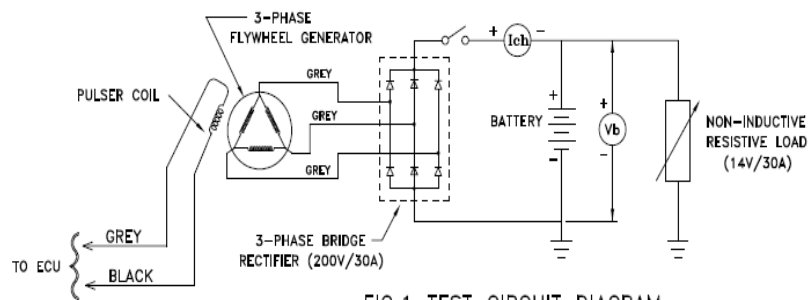 3-PHASE
FLYWHEEL GENERATOR
PULSER COIL
GREY
GREY
GREY
+ Ich -
+
BATTERY
-
+
Vb
-
NON-INDUCTIVE
RESISTIVE LOAD
(14V/30A)
3-PHASE BRIDGE
RECTIFIER (200V/30A)
TO ECU
GREY
BLACK
FIG.1 TEST CIRCUIT DIAGRAM